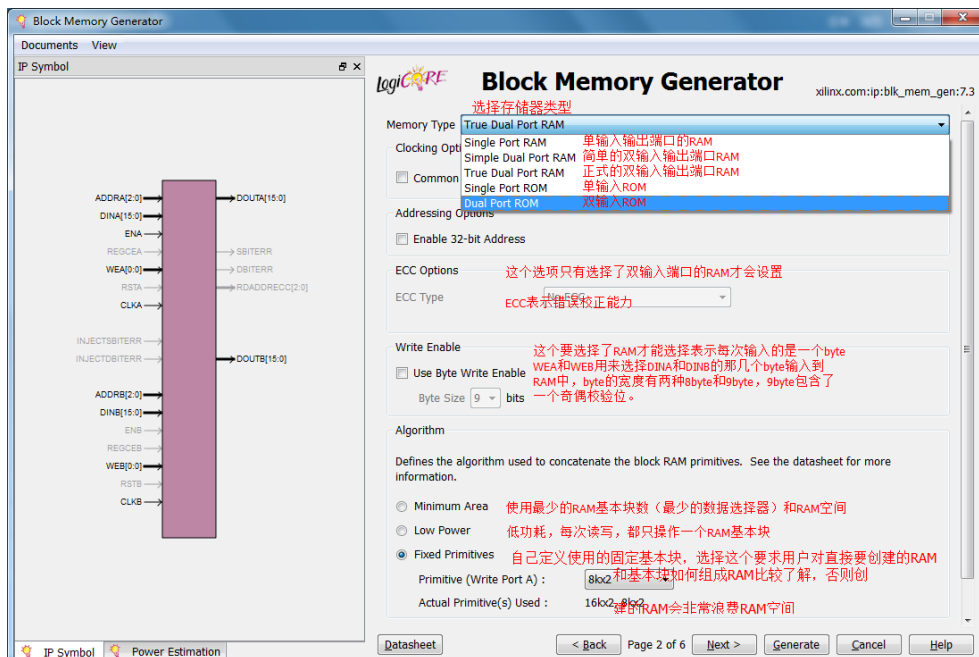 Block Memory Generator
Documents View
IP Symbol
ADDRA[2:0]
DINA[15:0]
ENA
REGCEA
WEA[0:0]
RSTA
CLKA
INJECTSBITERR
INJECTDBITERR
ADDRB[2:0]
DINB[15:0]
ENB
REGCEB
WEB[0:0]
RSTB
CLKB
DOUTA[15:0]
SBITERR
DBITERR
RDADDRECC[2:0]
DOUTB[15:0]
IP Symbol
Power Estimation
LogiCORE
Block Memory Generator
xilinx.com:ip:blk_mem_gen:7.3
选择存储器类型
Memory Type True Dual Port RAM
Single Port RAM 单输入输出端口的RAM
Simple Dual Port RAM 简单的双输入输出端口RAM
True Dual Port RAM 正式的双输入输出端口RAM
Single Port ROM 单输入ROM
Dual Port ROM 双输入ROM
Clocking Opti
Common
Addressing Options
Enable 32-bit Address
ECC Options
这个选项只有选择了双输入端口的RAM才会设置
ECC Type No ECC
ECC表示错误校正能力
Write Enable
Use Byte Write Enable
Byte Size 9 bits
这个要选择了RAM才能选择表示每次输入的是一个byte
WEA和WEB用来选择DINA和DINB的那几个byte输入到
RAM中，byte的宽度有两种8byte和9byte，9byte包含了
一个奇偶校验位。
Algorithm
Defines the algorithm used to concatenate the block RAM primitives. See the datasheet for more
information.
Minimum Area 使用最少的RAM基本块数（最少的数据选择器）和RAM空间
Low Power 低功耗，每次读写，都只操作一个RAM基本块
Fixed Primitives 自己定义使用的固定基本块，选择这个要求用户对直接要创建的RAM
Primitive (Write Port A) : 8kx2 和基本块如何组成RAM比较了解，否则创
Actual Primitive(s) Used : 16kx2, 8kx2 建的RAM会非常浪费RAM空间
Datasheet
< Back Page 2 of 6 Next > Generate Cancel Help